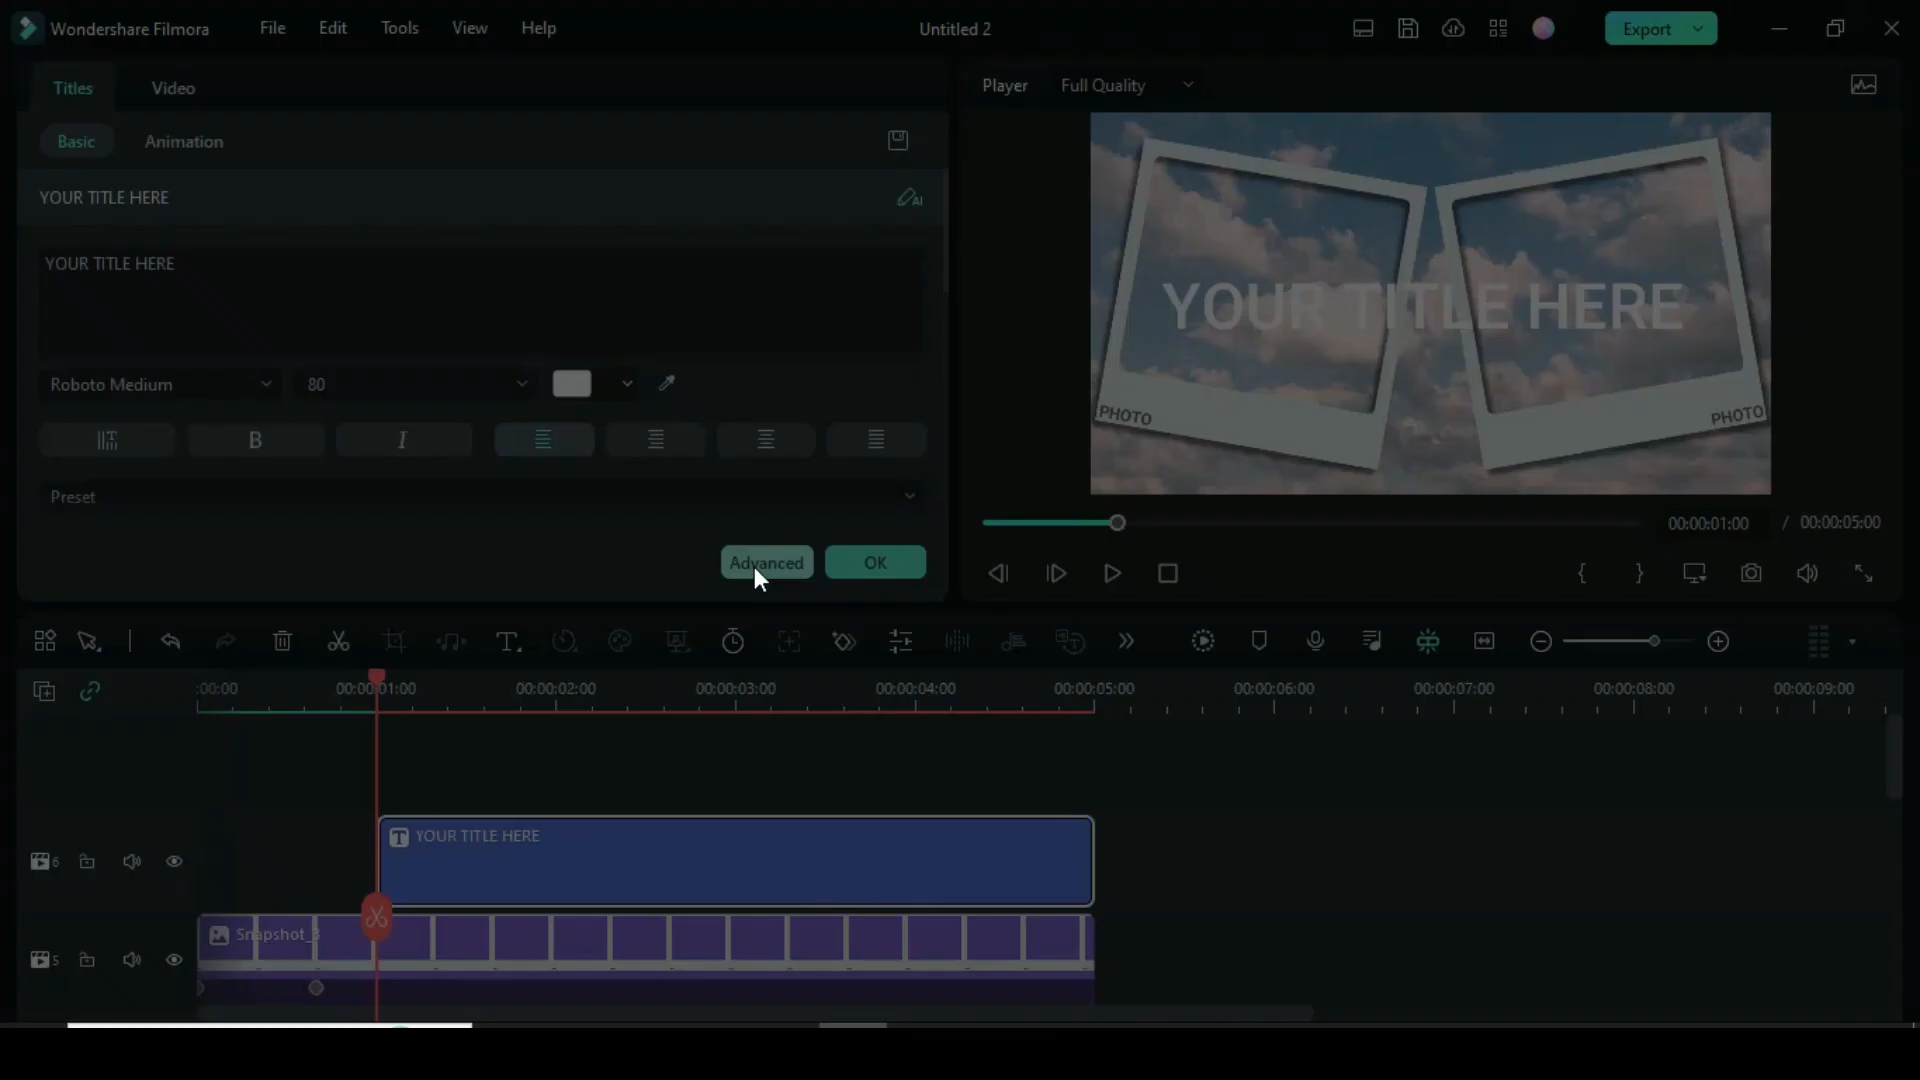 Wondershare Filmora File Edit Tools View Help Untitled 2 Export
Titles Video
Player Full Quality
Basic Animation
YOUR TITLE HERE
AI
YOUR TITLE HERE
Roboto Medium 80
B I
Preset
Advanced OK
YOUR TITLE HERE
PHOTO PHOTO
00:00:01:00 / 00:00:05:00
:00:00 00:00:01:00 00:00:02:00 00:00:03:00 00:00:04:00 00:00:05:00 00:00:06:00 00:00:07:00 00:00:08:00 00:00:09:00
T YOUR TITLE HERE
6
Snapshot_3
5